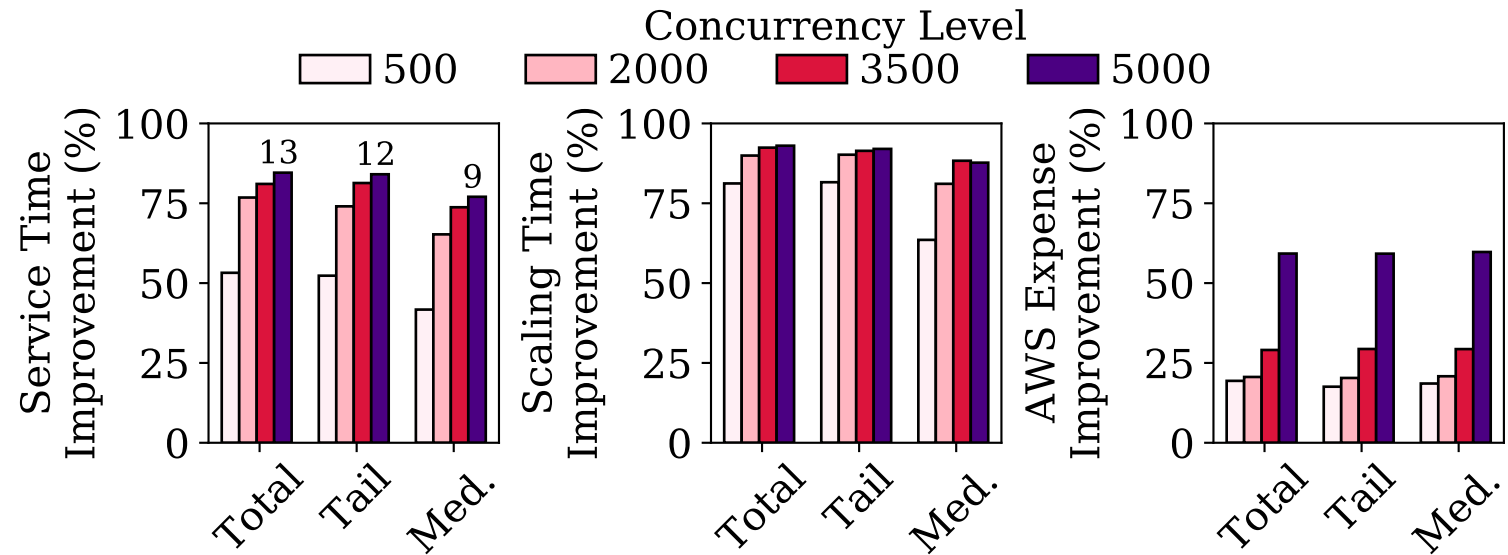 Concurrency Level
500 2000 3500 5000
Service Time
Improvement (%)
100
75
50
25
0
13
12
9
Total
Tail
Med.
Scaling Time
Improvement (%)
100
75
50
25
0
Total
Tail
Med.
AWS Expense
Improvement (%)
100
75
50
25
0
Total
Tail
Med.